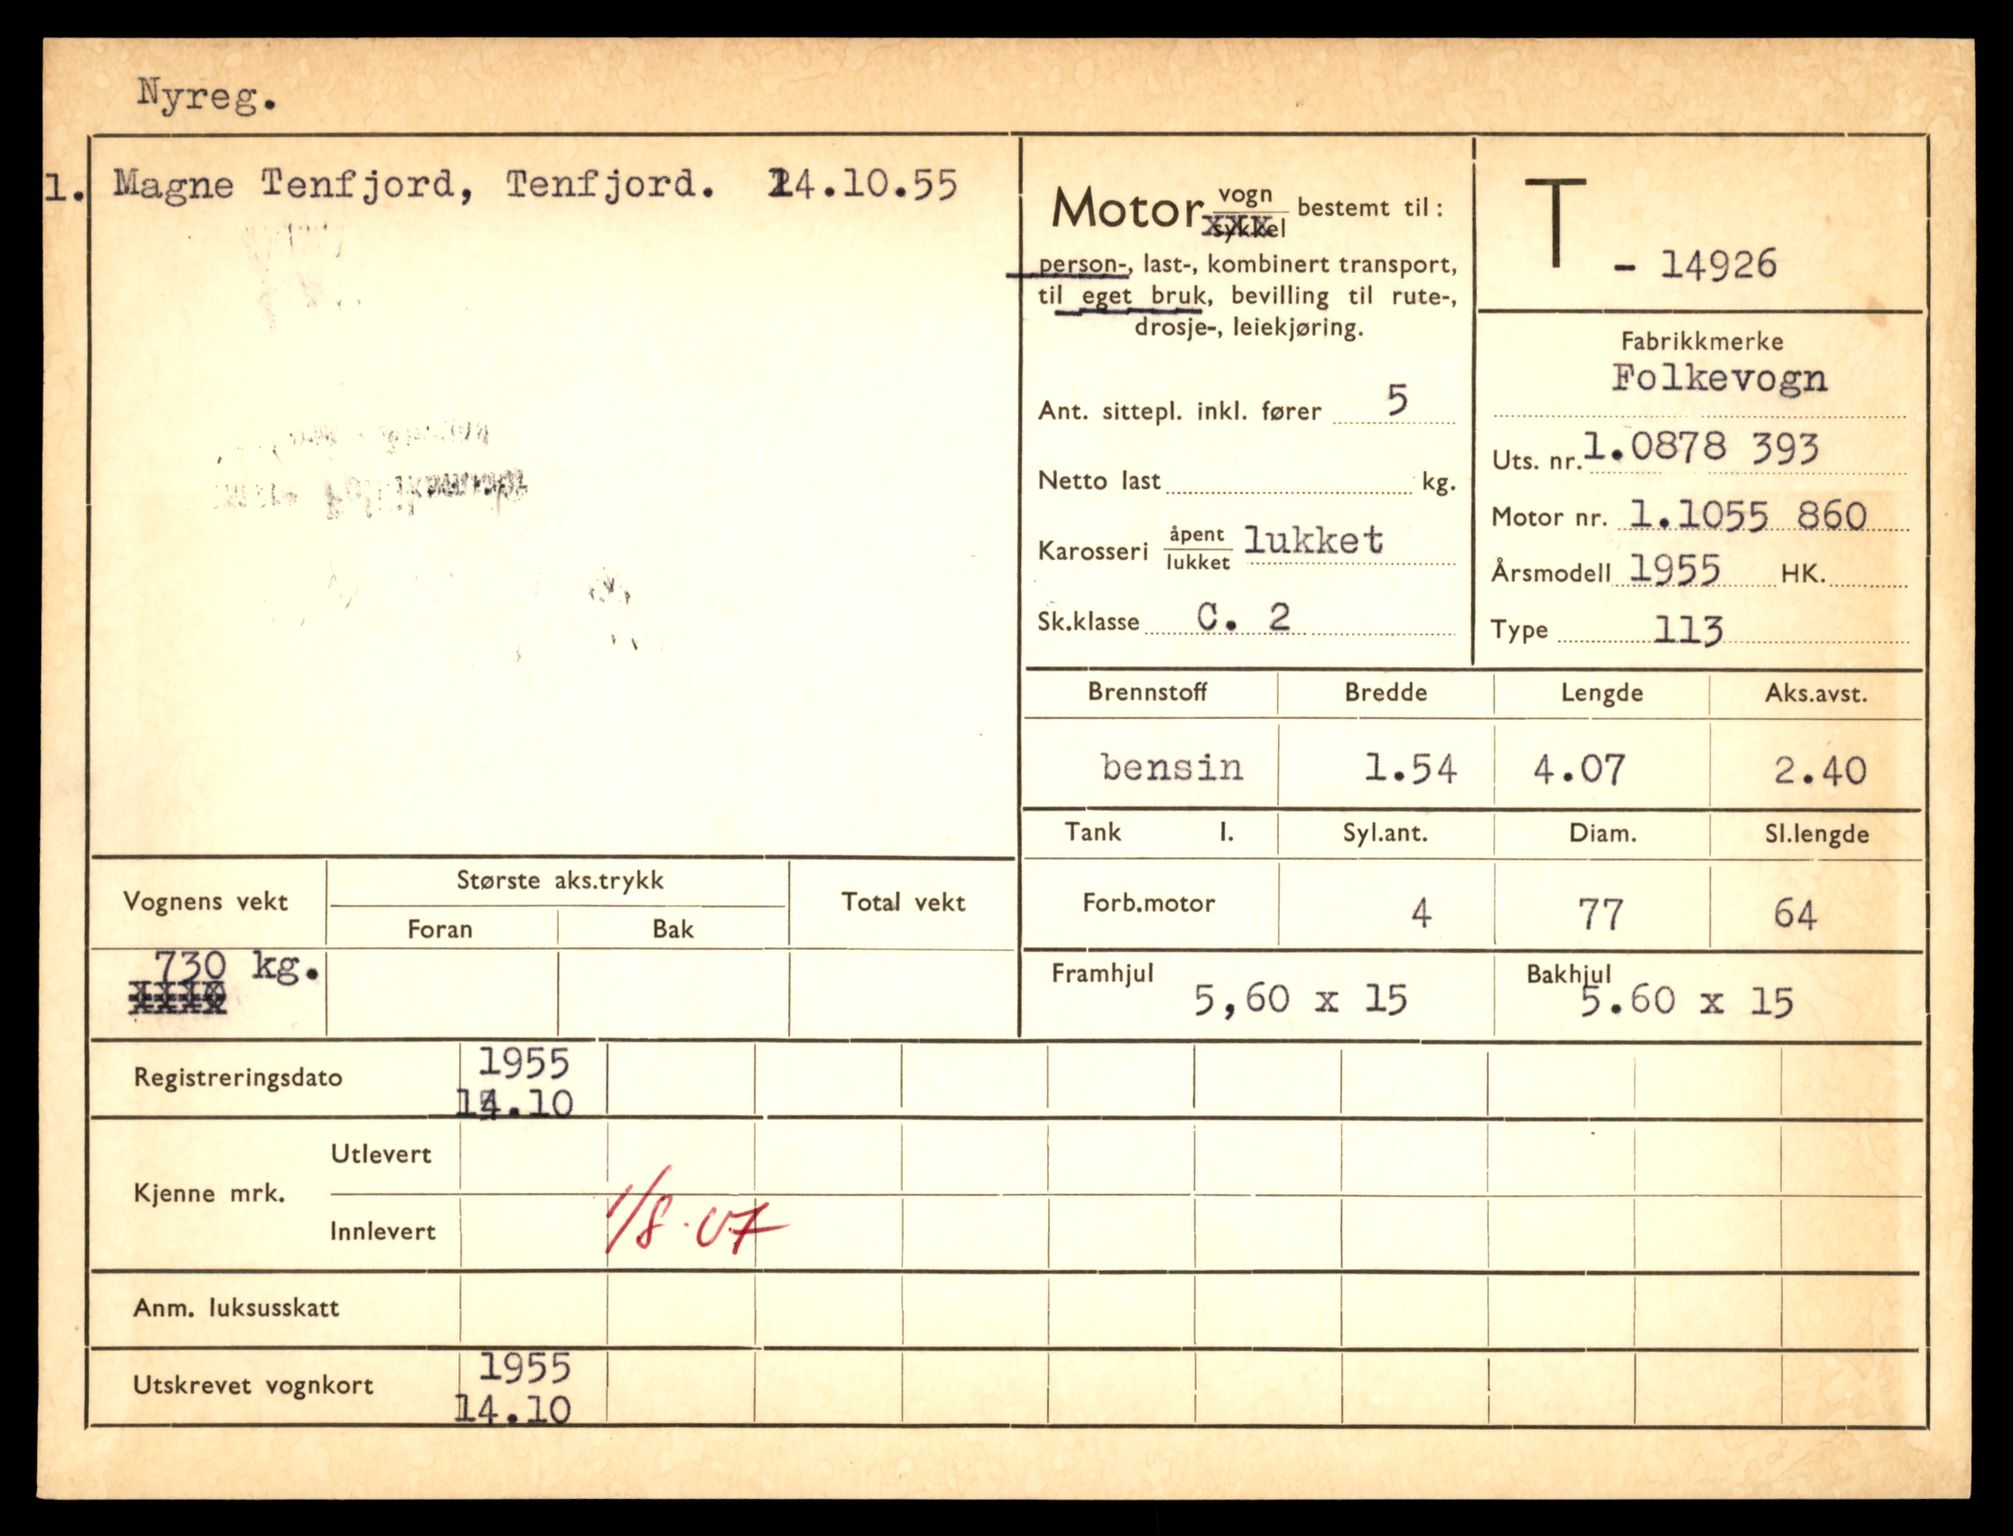 Nyreg.
1. Magne Tenfjord, Tenfjord. 14.10.55
Motor vogn/sykkel bestemt til:
person-, last-, kombinert transport,
til eget bruk, bevilling til rute-,
drosje-, leiekjøring.
Ant. sittepl. inkl. fører 5
Netto last kg.
Karosseri åpent/lukket lukket
Sk.klasse C. 2
T - 14926
Fabrikkmerke
Folkevogn
Uts. nr. 1.0878 393
Motor nr. 1.1055 860
Årsmodell 1955 HK.
Type 113
Brennstoff Bredde Lengde Aks.avst.
bensin 1.54 4.07 2.40
Tank l. Syl.ant. Diam. Sl.lengde
Forb.motor 4 77 64
Framhjul 5,60 x 15 Bakhjul 5.60 x 15
Vognens vekt Største aks.trykk Total vekt
Foran Bak
730 kg.
Registreringsdato 1955
14.10
Kjenne mrk. Utlevert
Innlevert 1/8.07
Anm. luksusskatt
Utskrevet vognkort 1955
14.10